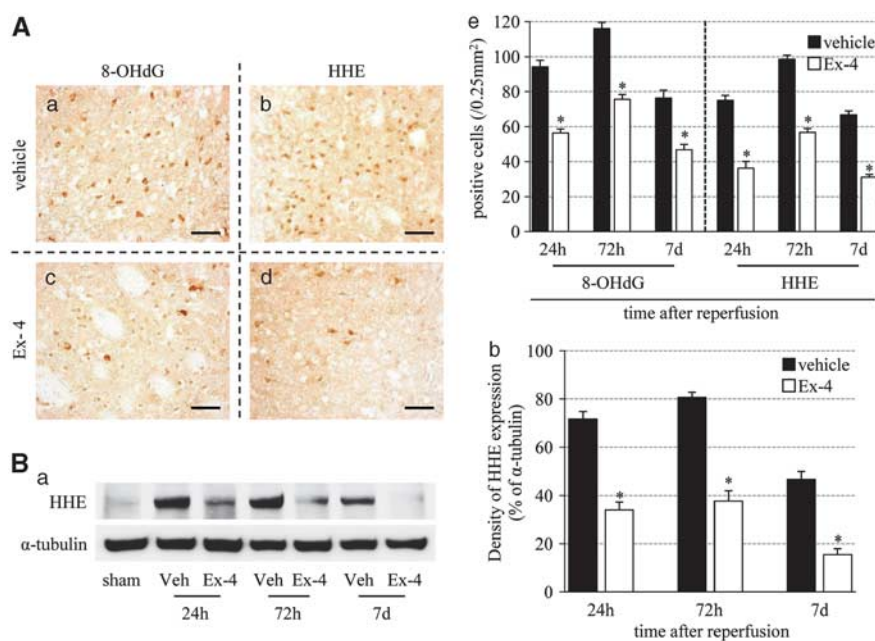 A
8-OHdG
HHE
vehicle
Ex- 4
a
b
c
d
e
positive cells (/0.25mm²)
120
100
80
60
40
20
0
vehicle
Ex-4
*
*
*
*
*
*
24h 72h 7d 24h 72h 7d
8-OHdG HHE
time after reperfusion
B
a
HHE
α-tubulin
sham Veh Ex-4 Veh Ex-4 Veh Ex-4
24h 72h 7d
b
Density of HHE expression
(% of α-tubulin)
100
80
60
40
20
0
vehicle
Ex-4
*
*
*
24h 72h 7d
time after reperfusion